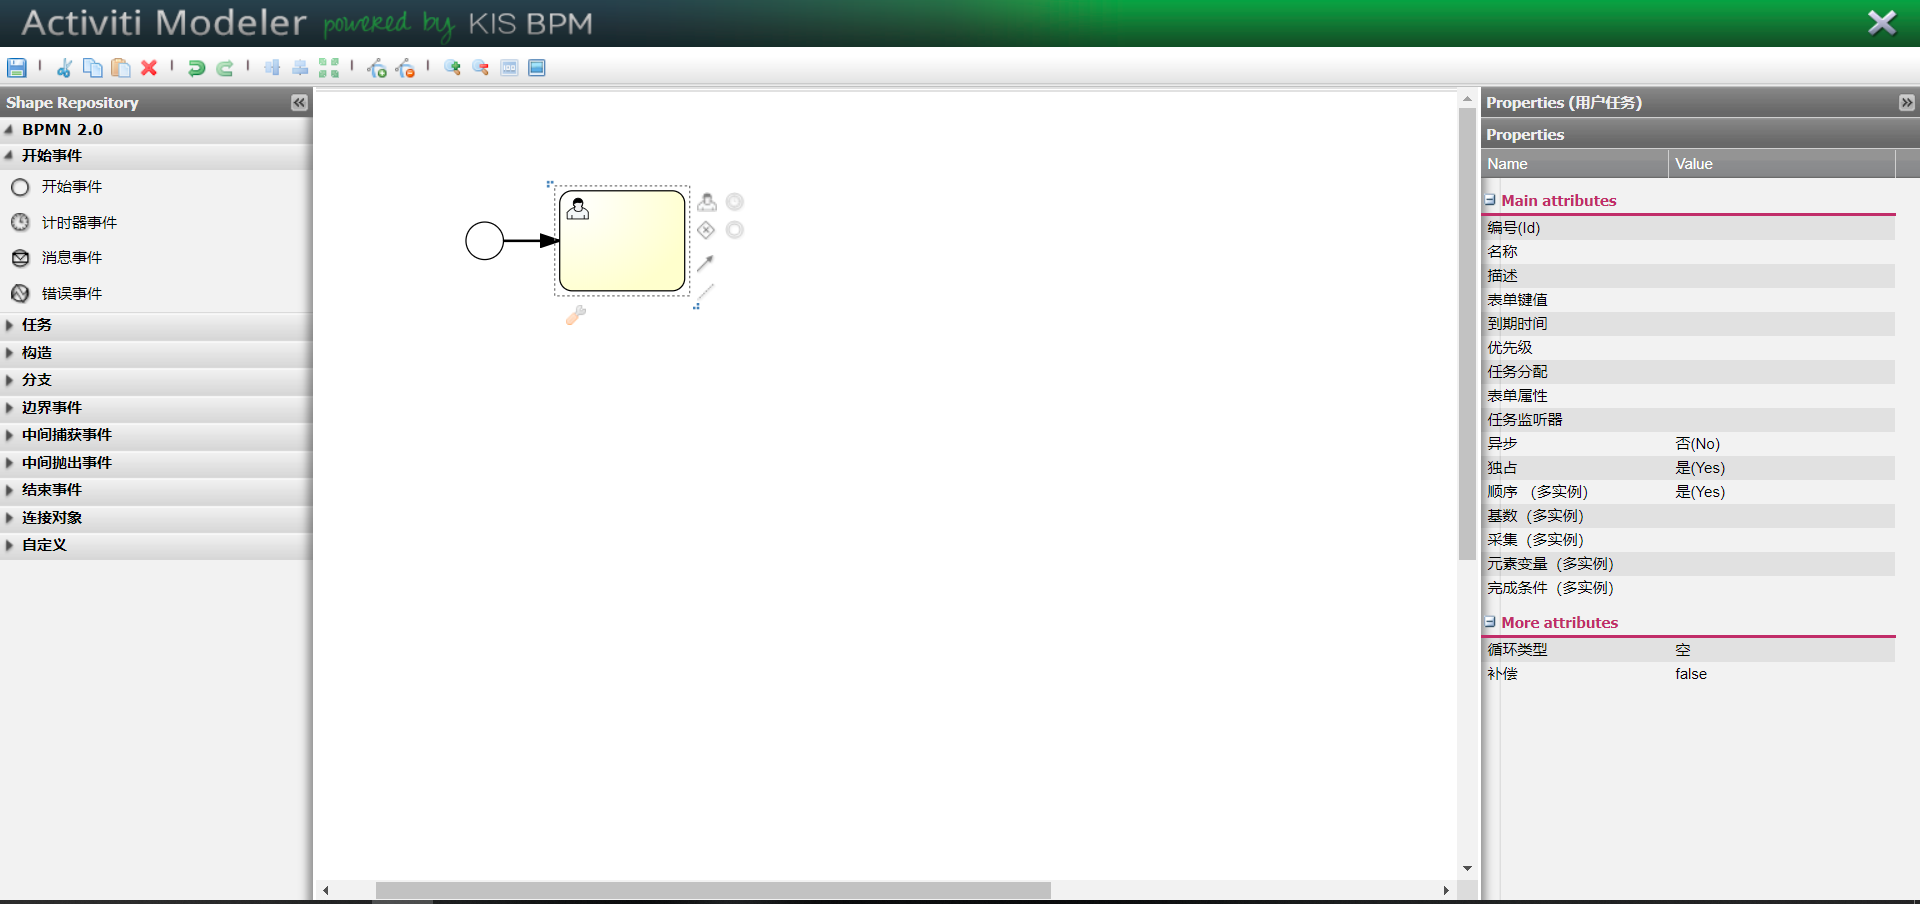 Activiti Modeler powered by KIS BPM
Shape Repository
BPMN 2.0
开始事件
开始事件
计时器事件
消息事件
错误事件
任务
构造
分支
边界事件
中间捕获事件
中间抛出事件
结束事件
连接对象
自定义
Properties (用户任务)
Properties
Name Value
Main attributes
编号(Id)
名称
描述
表单键值
到期时间
优先级
任务分配
表单属性
任务监听器
异步 否(No)
独占 是(Yes)
顺序 （多实例） 是(Yes)
基数（多实例）
采集（多实例）
元素变量（多实例）
完成条件（多实例）
More attributes
循环类型 空
补偿 false